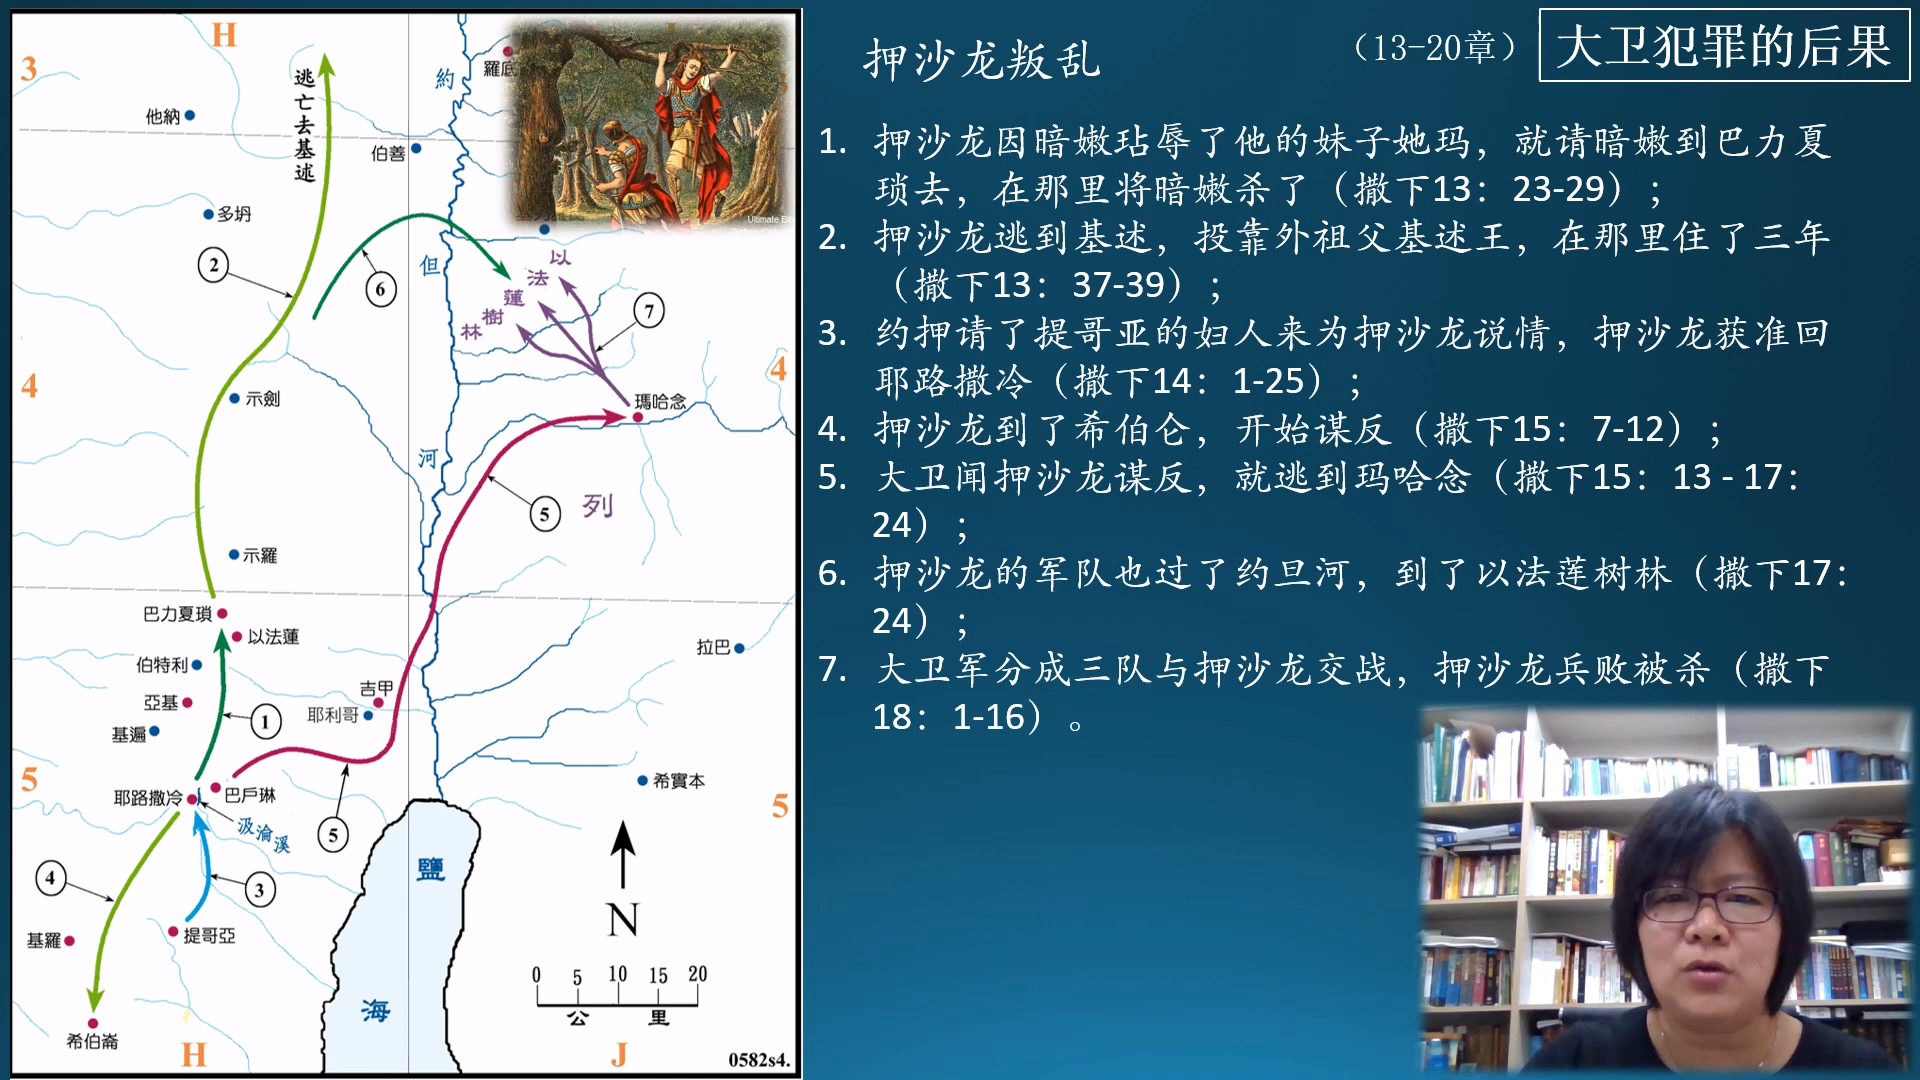 押沙龙叛乱
（13-20章）
大卫犯罪的后果
1. 押沙龙因暗嫩玷辱了他的妹子她玛，就请暗嫩到巴力夏
琐去，在那里将暗嫩杀了（撒下13：23-29）；
2. 押沙龙逃到基述，投靠外祖父基述王，在那里住了三年
（撒下13：37-39）；
3. 约押请了提哥亚的妇人来为押沙龙说情，押沙龙获准回
耶路撒冷（撒下14：1-25）；
4. 押沙龙到了希伯仑，开始谋反（撒下15：7-12）；
5. 大卫闻押沙龙谋反，就逃到玛哈念（撒下15：13 - 17：
24）；
6. 押沙龙的军队也过了约旦河，到了以法莲树林（撒下17：
24）；
7. 大卫军分成三队与押沙龙交战，押沙龙兵败被杀（撒下
18：1-16）。
H
3
逃亡去基述
約
羅底
他納
伯善
Ultimate
多坍
2
6
但
以法蓮樹林
7
4
4
示劍
瑪哈念
河
5
列
示羅
巴力夏瑣
以法蓮
伯特利
拉巴
亞基
吉甲
耶利哥
基遍
1
5
希實本
5
耶路撒冷
巴戶琳
汲淪溪
5
鹽
4
3
N
基羅
提哥亞
0 5 10 15 20
公 里
海
希伯崙
H
J
0582s4.